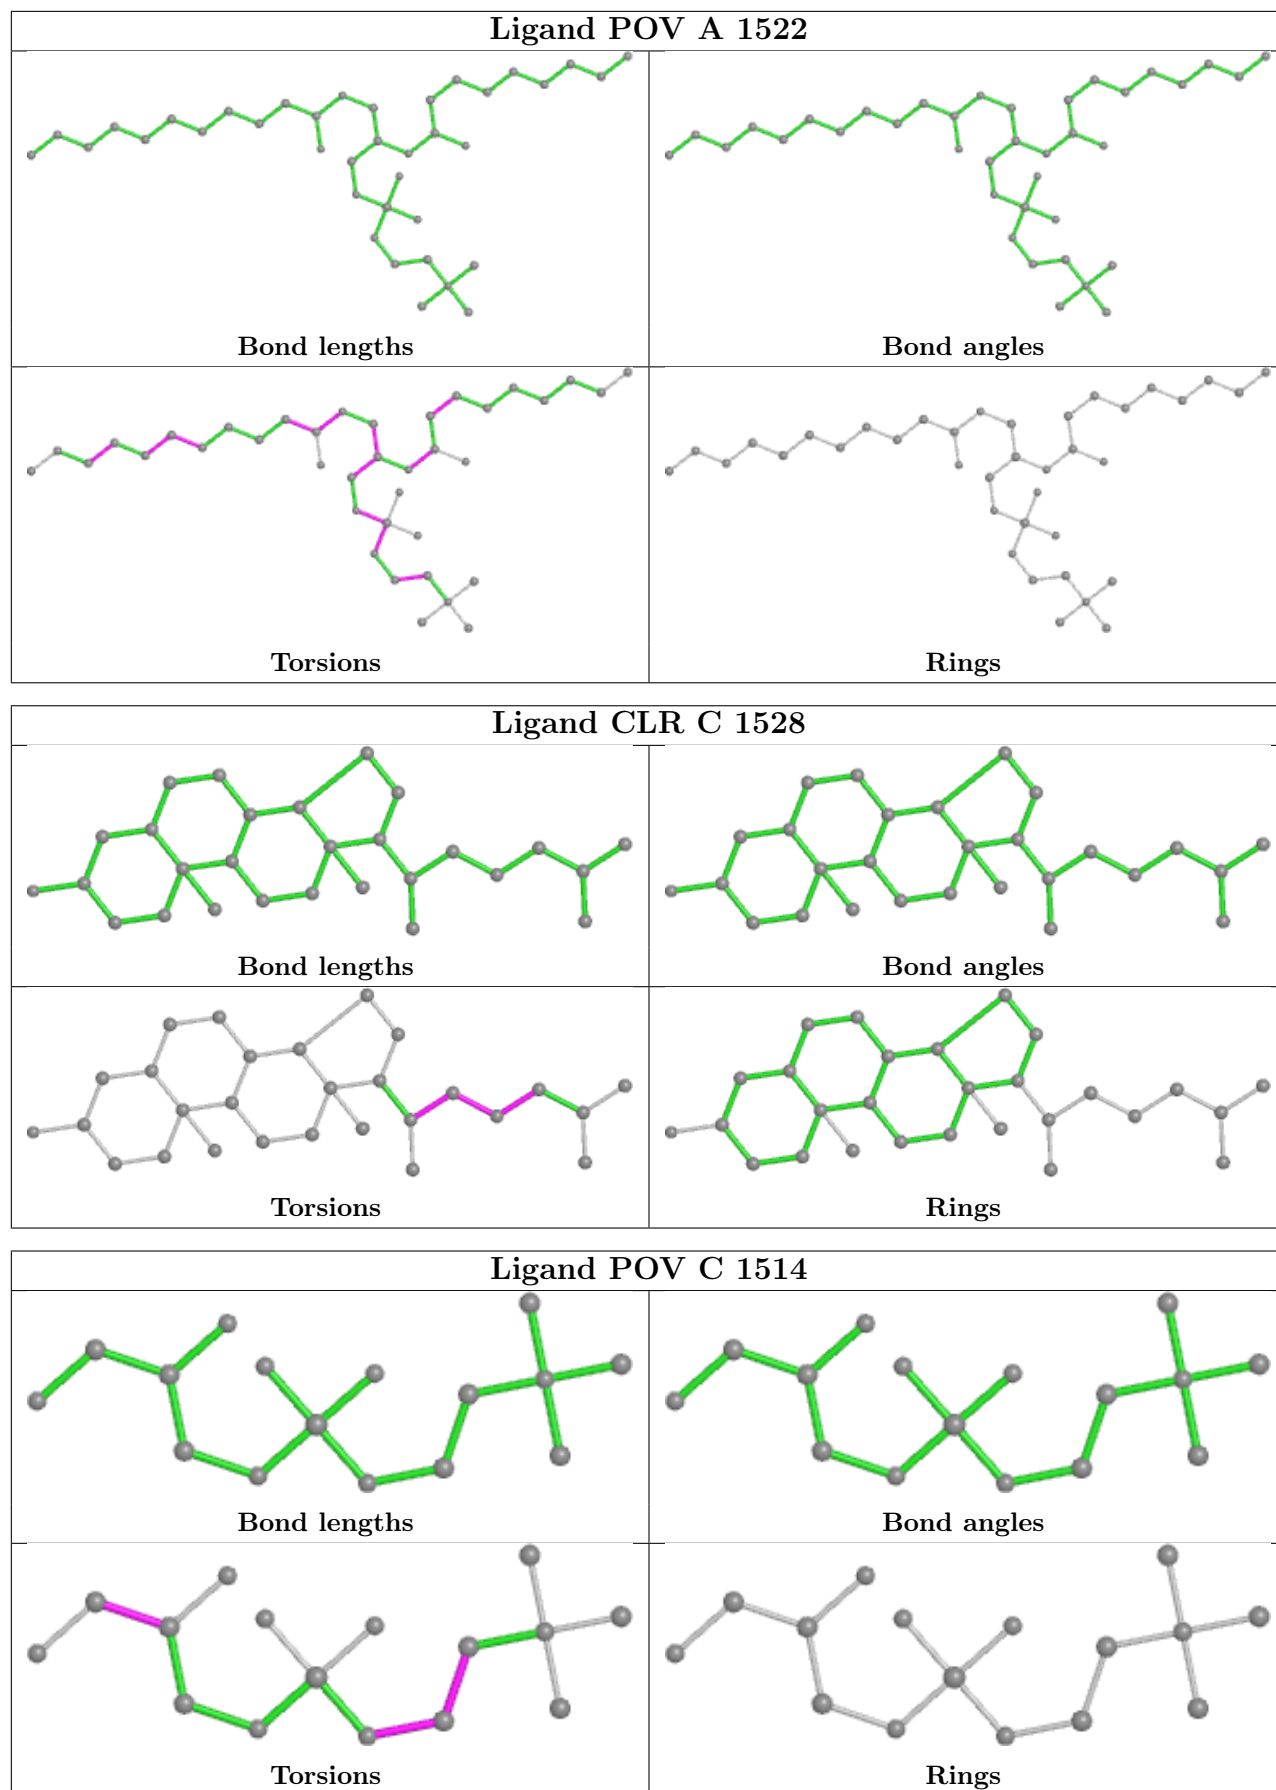 Ligand POV A 1522
Bond lengths
Bond angles
Torsions
Rings
Ligand CLR C 1528
Bond lengths
Bond angles
Torsions
Rings
Ligand POV C 1514
Bond lengths
Bond angles
Torsions
Rings